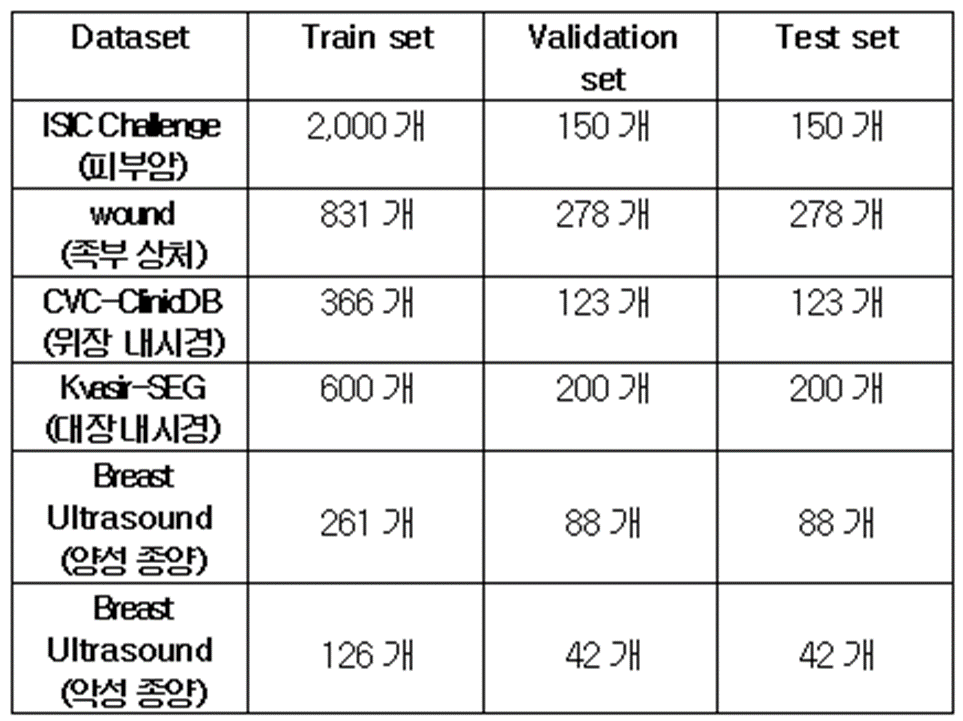 Dataset Train set Validation set Test set
ISIC Challenge (피부암) 2,000 개 150 개 150 개
wound (족부 상처) 831 개 278 개 278 개
CVC-ClinicDB (위장 내시경) 366 개 123 개 123 개
Kvasir-SEG (대장 내시경) 600 개 200 개 200 개
Breast Ultrasound (양성 종양) 261 개 88 개 88 개
Breast Ultrasound (악성 종양) 126 개 42 개 42 개